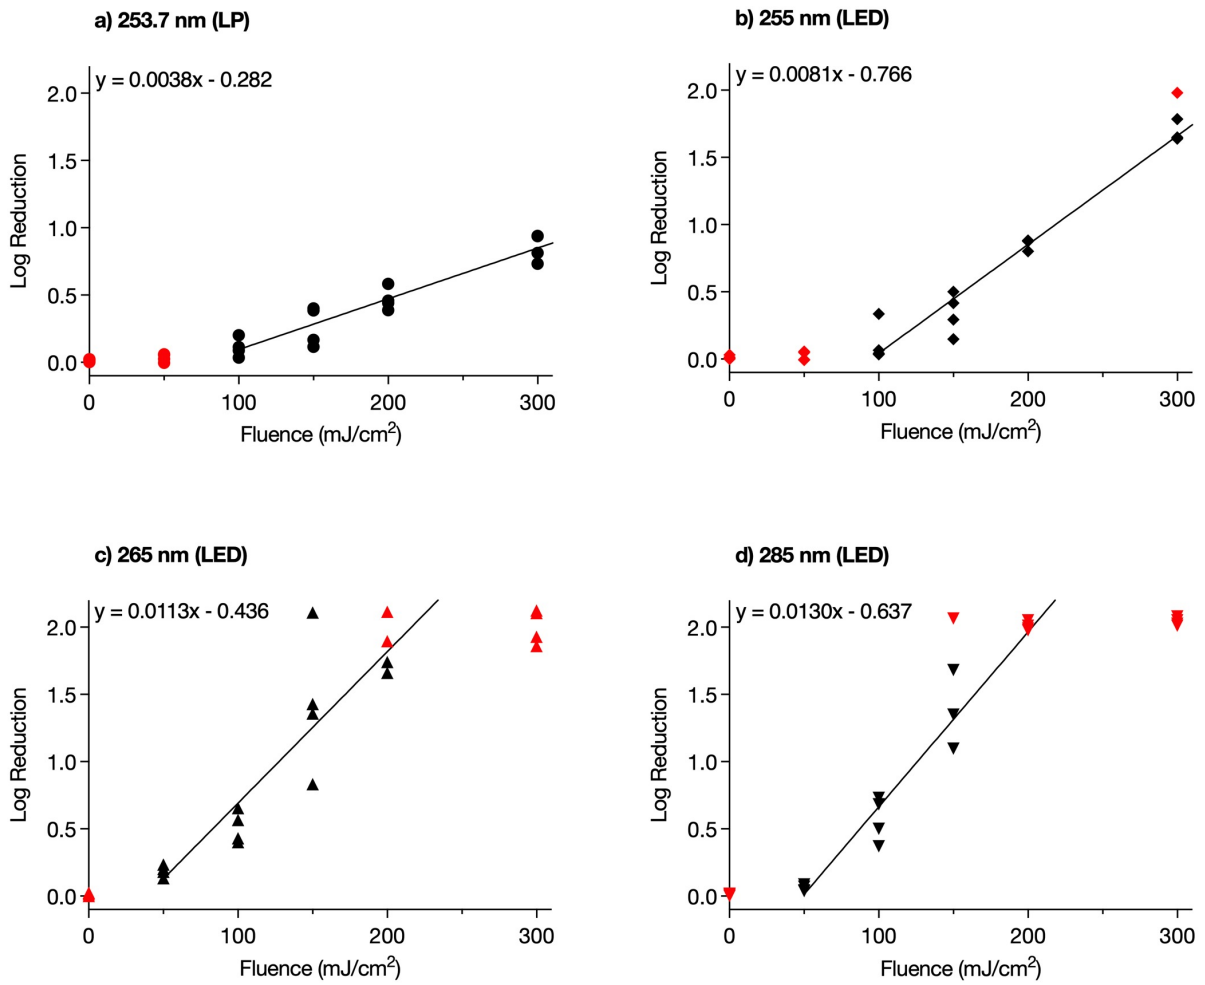 a) 253.7 nm (LP)
y = 0.0038x - 0.282
2.0
1.5
1.0
0.5
0.0
Log Reduction
0 100 200 300
Fluence (mJ/cm²)
b) 255 nm (LED)
y = 0.0081x - 0.766
2.0
1.5
1.0
0.5
0.0
Log Reduction
0 100 200 300
Fluence (mJ/cm²)
c) 265 nm (LED)
y = 0.0113x - 0.436
2.0
1.5
1.0
0.5
0.0
Log Reduction
0 100 200 300
Fluence (mJ/cm²)
d) 285 nm (LED)
y = 0.0130x - 0.637
2.0
1.5
1.0
0.5
0.0
Log Reduction
0 100 200 300
Fluence (mJ/cm²)